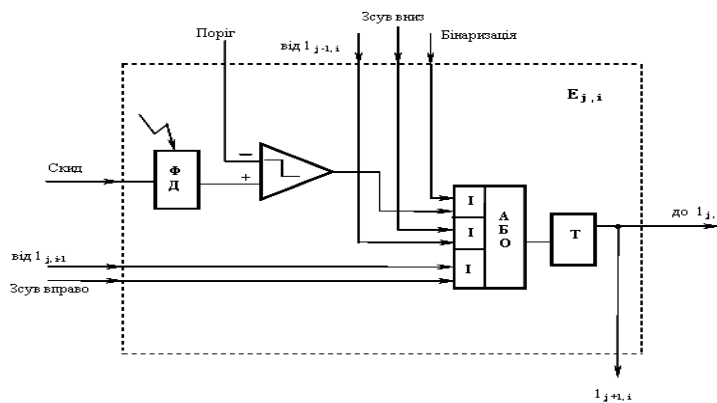 Зсув вниз
Поріг
від 1 j-1, i
Бінаризація
E j , i
Скид
Ф
Д
−
+
І
І
І
А
Б
О
Т
до 1 j,
від 1 j, i-1
Зсув вправо
1 j+1, i